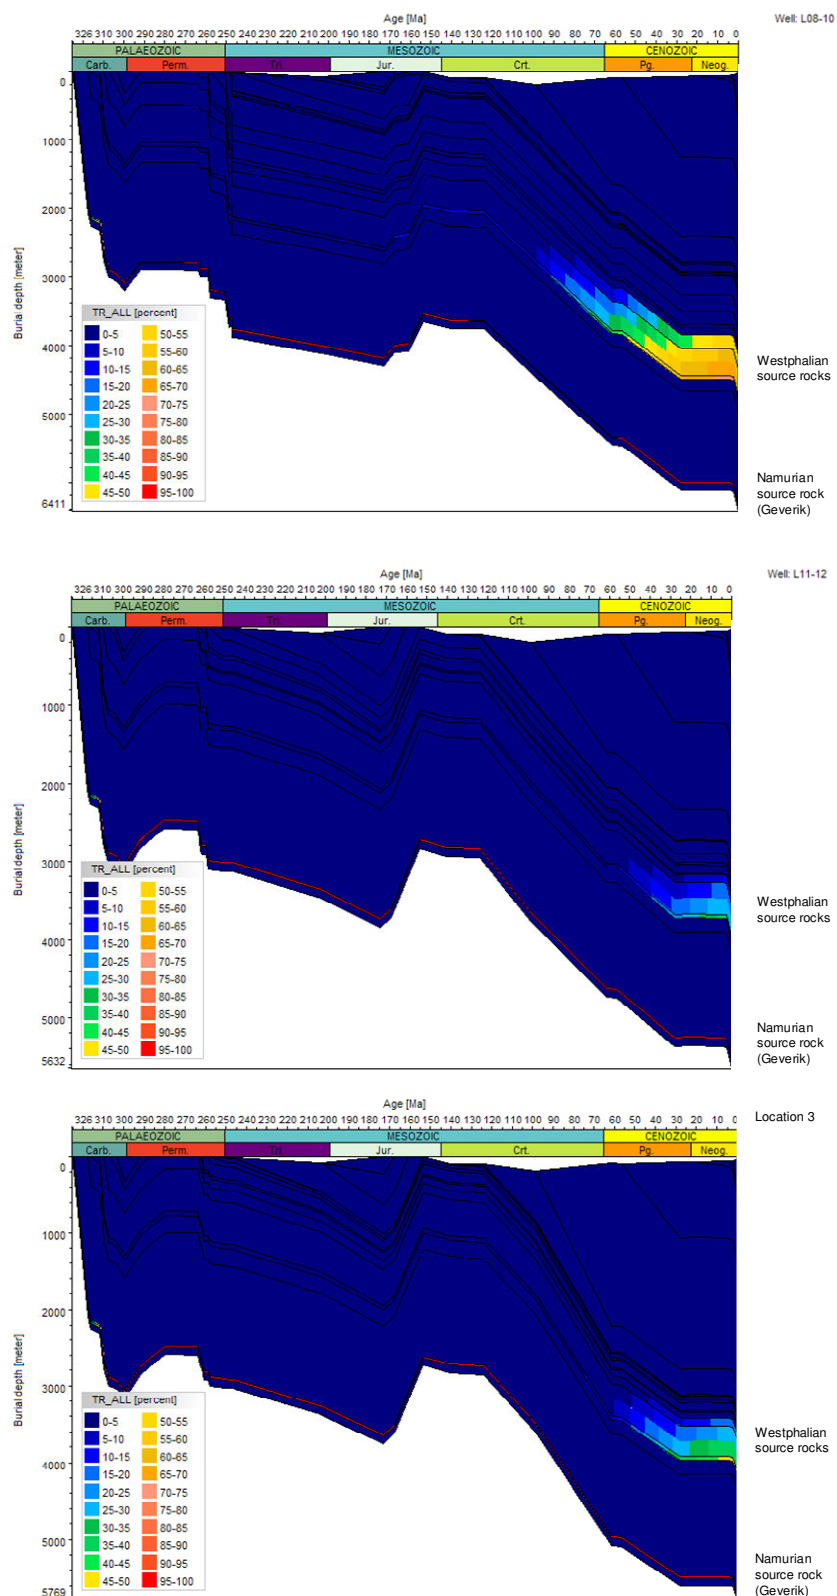 Age [Ma]
Well: L08-10
326 310 300 290 280 270 260 250 240 230 220 210 200 190 180 170 160 150 140 130 120 110 100 90 80 70 60 50 40 30 20 10 0
PALAEOZOIC MESOZOIC CENOZOIC
Carb. Perm. Tri. Jur. Crt. Pg. Neog.
Burial depth [meter]
0
1000
2000
3000
4000
5000
6411
TR_ALL [percent]
0-5 50-55
5-10 55-60
10-15 60-65
15-20 65-70
20-25 70-75
25-30 75-80
30-35 80-85
35-40 85-90
40-45 90-95
45-50 95-100
Westphalian
source rocks
Namurian
source rock
(Geverik)
Age [Ma]
Well: L11-12
326 310 300 290 280 270 260 250 240 230 220 210 200 190 180 170 160 150 140 130 120 110 100 90 80 70 60 50 40 30 20 10 0
PALAEOZOIC MESOZOIC CENOZOIC
Carb. Perm. Tri. Jur. Crt. Pg. Neog.
Burial depth [meter]
0
1000
2000
3000
4000
5000
5632
TR_ALL [percent]
0-5 50-55
5-10 55-60
10-15 60-65
15-20 65-70
20-25 70-75
25-30 75-80
30-35 80-85
35-40 85-90
40-45 90-95
45-50 95-100
Westphalian
source rocks
Namurian
source rock
(Geverik)
Age [Ma]
Location 3
326 310 300 290 280 270 260 250 240 230 220 210 200 190 180 170 160 150 140 130 120 110 100 90 80 70 60 50 40 30 20 10 0
PALAEOZOIC MESOZOIC CENOZOIC
Carb. Perm. Tri. Jur. Crt. Pg. Neog.
Burial depth [meter]
0
1000
2000
3000
4000
5000
5769
TR_ALL [percent]
0-5 50-55
5-10 55-60
10-15 60-65
15-20 65-70
20-25 70-75
25-30 75-80
30-35 80-85
35-40 85-90
40-45 90-95
45-50 95-100
Westphalian
source rocks
Namurian
source rock
(Geverik)